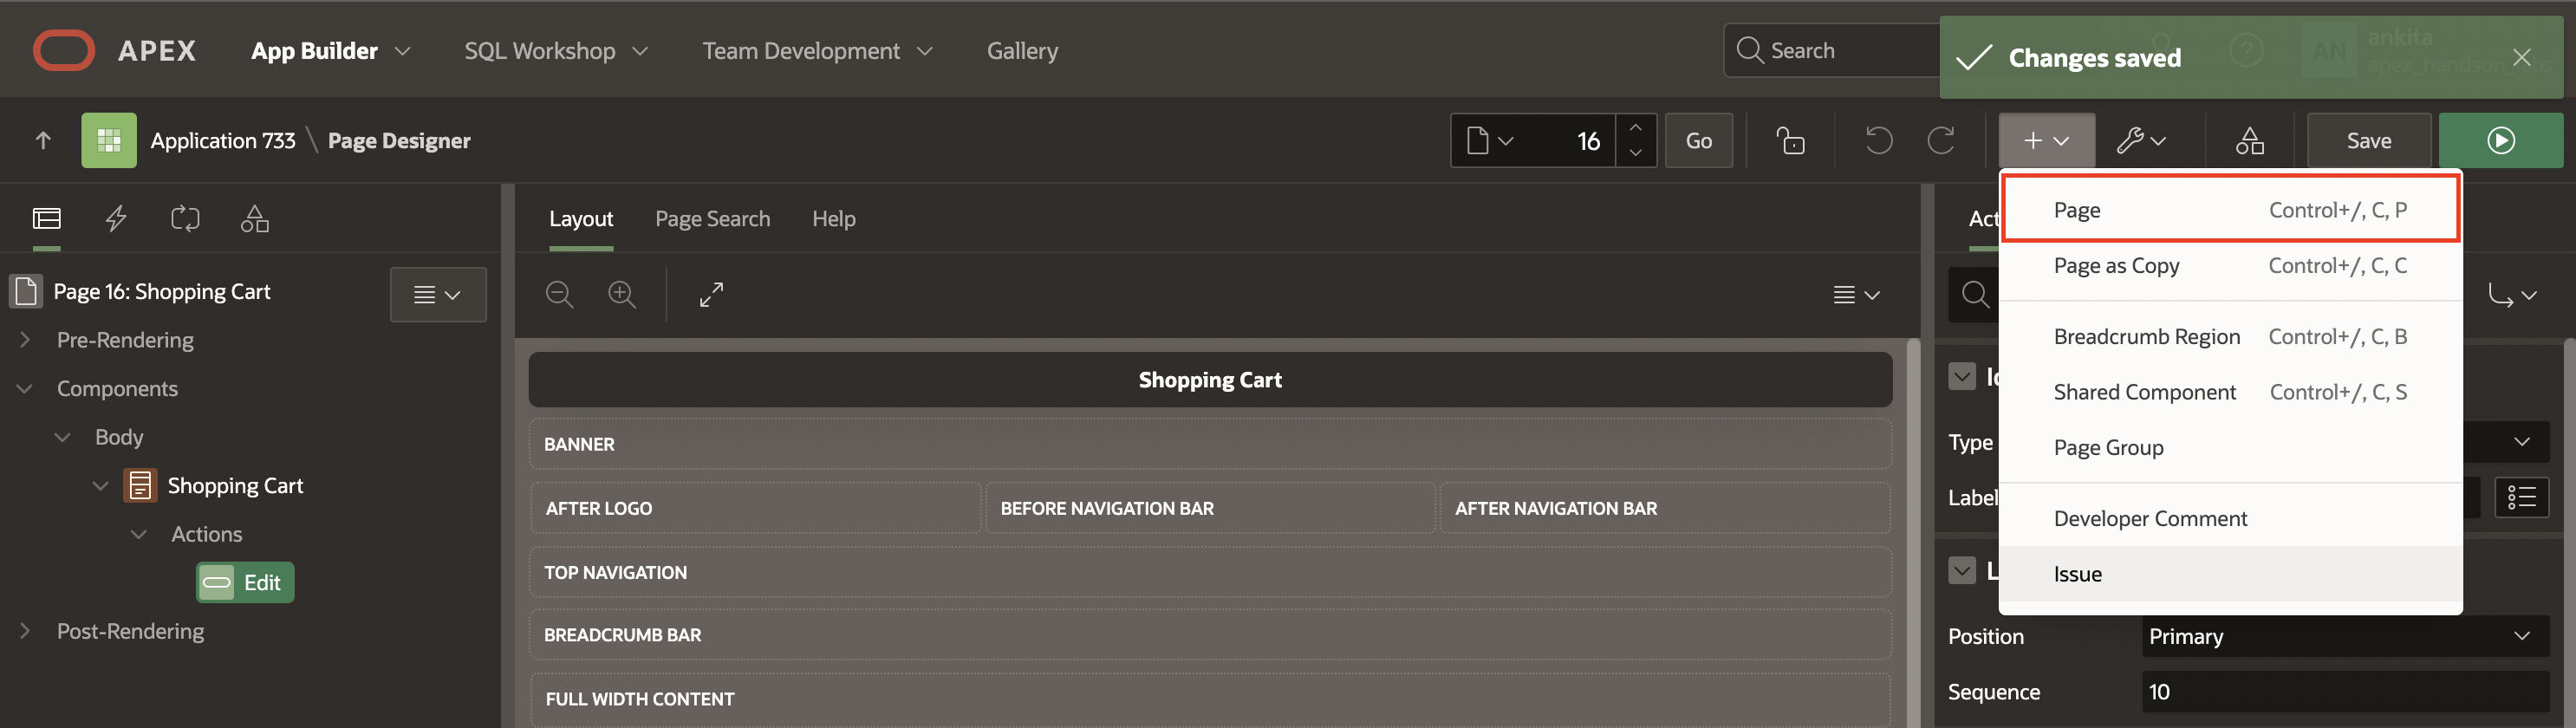 APEX
App Builder
SQL Workshop
Team Development
Gallery
Search
Changes saved
AN
ankita
Application 733 \ Page Designer
16
Go
Save
Layout
Page Search
Help
Page Control+/, C, P
Page as Copy Control+/, C, C
Breadcrumb Region Control+/, C, B
Shared Component Control+/, C, S
Page Group
Developer Comment
Issue
Page 16: Shopping Cart
Pre-Rendering
Components
Body
Shopping Cart
Actions
Edit
Post-Rendering
Shopping Cart
BANNER
AFTER LOGO
BEFORE NAVIGATION BAR
AFTER NAVIGATION BAR
TOP NAVIGATION
BREADCRUMB BAR
FULL WIDTH CONTENT
Type
Label
Position Primary
Sequence 10